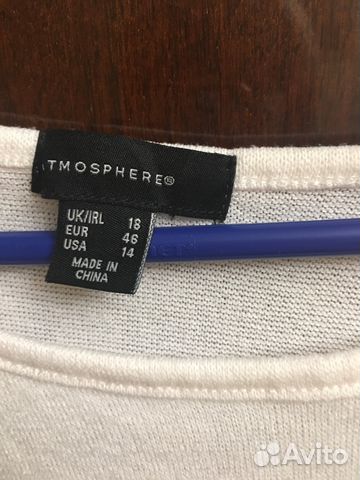 TMOSPHERE®
UK/IRL 18
EUR 46
USA 14
MADE IN
CHINA
Avito